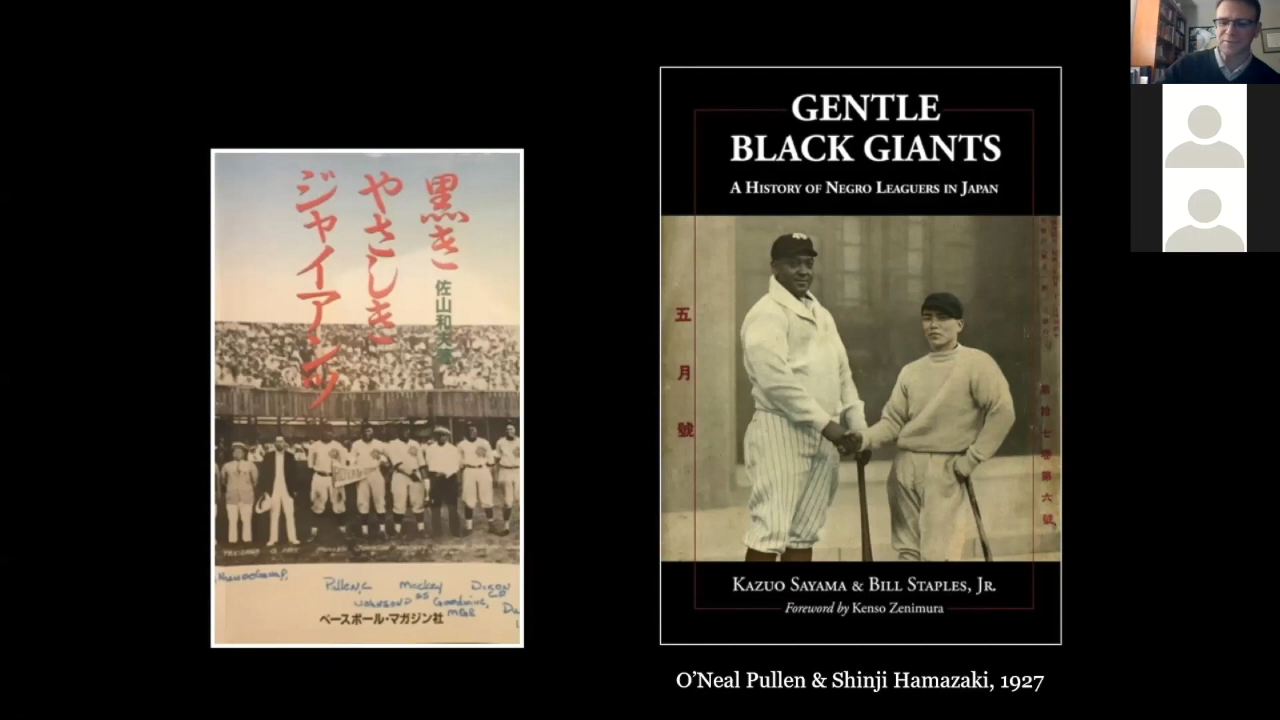 黒き
やさしき
ジャイアンツ
佐山和夫著
Pullen, C
Mackey
Dixon
CP
SS
Goodwin,
MGR
ベースボール・マガジン社
GENTLE
BLACK GIANTS
A HISTORY OF NEGRO LEAGUERS IN JAPAN
五月號
KAZUO SAYAMA & BILL STAPLES, JR.
Foreword by Kenso Zenimura
O'Neal Pullen & Shinji Hamazaki, 1927